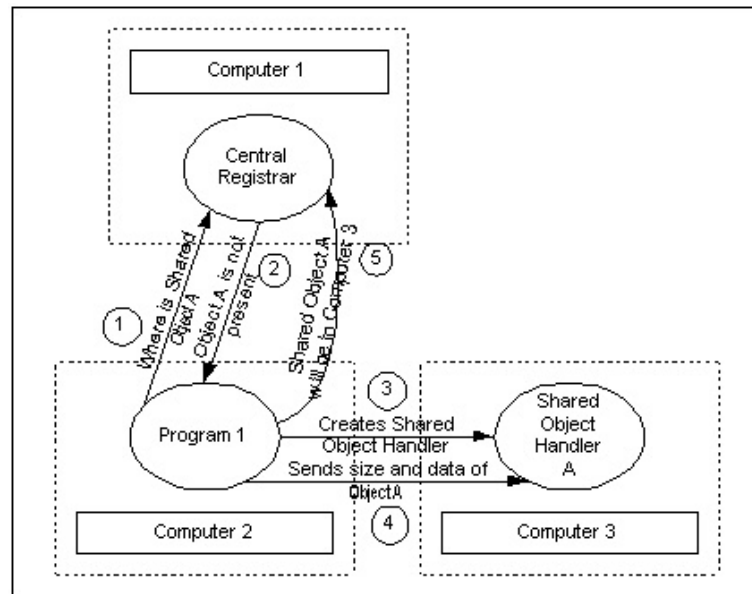 Computer 1
Central
Registrar
1
Where is Shared
Object A
2
Object A is not
present
5
Shared Object A
will be in Computer 3
Program 1
3
Creates Shared
Object Handler
Sends size and data of
Object A
4
Shared
Object
Handler
A
Computer 2
Computer 3